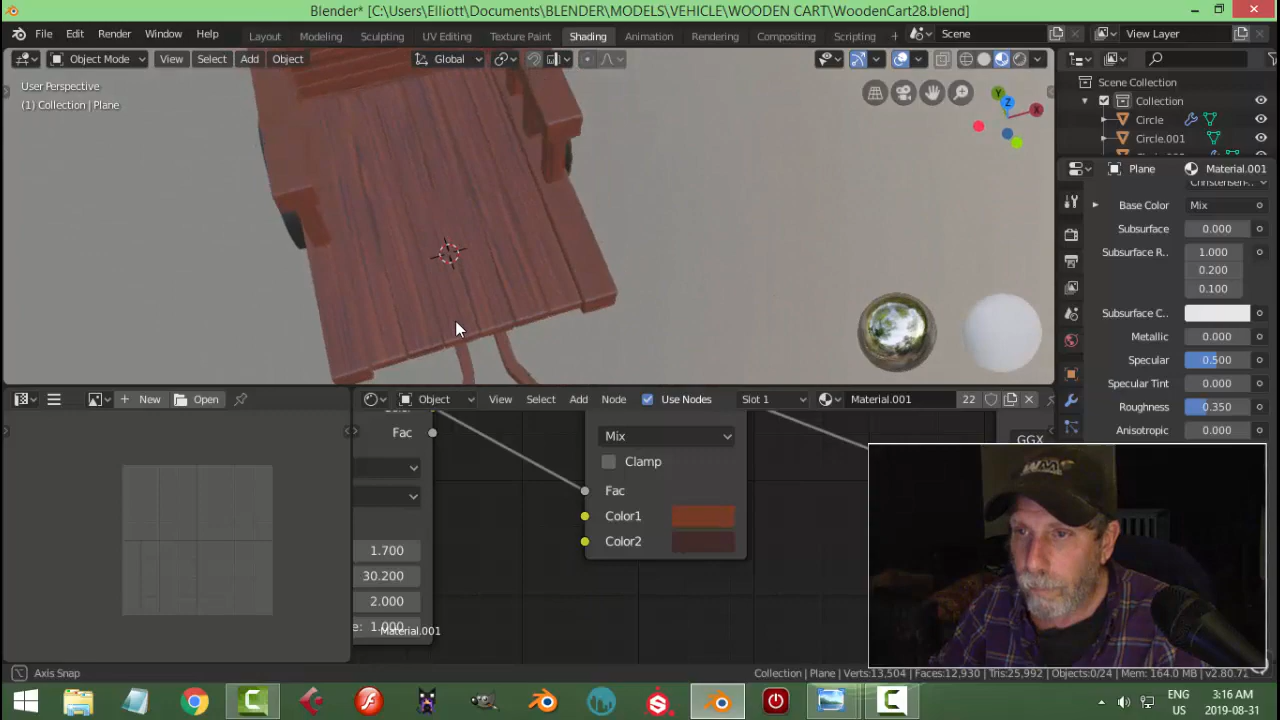 Blender* [C:\Users\Elliott\Documents\BLENDER\MODELS\VEHICLE\WOODEN CART\WoodenCart28.blend]
File Edit Render Window Help Layout Modeling Sculpting UV Editing Texture Paint Shading Animation Rendering Compositing Scripting + Scene View Layer
Object Mode View Select Add Object Global
User Perspective
(1) Collection | Plane
Y
Z
X
Scene Collection
Collection
Circle
Circle.001
Plane Material.001
Base Color Mix
Subsurface 0.000
Subsurface R.. 1.000
0.200
0.100
Subsurface C..
Metallic 0.000
Specular 0.500
Specular Tint 0.000
Roughness 0.350
Anisotropic 0.000
+ New Open Object View Select Add Node Use Nodes Slot 1 Material.001 22
Fac
Mix
Clamp
Fac
Color1
Color2
1.700
30.200
2.000
1.000
Material.001
GGX
Axis Snap
Collection | Plane | Verts:13,504 | Faces:12,930 | Tris:25,992 | Objects:0/24 | Mem: 164.0 MB | v2.80.71
ENG
US
3:16 AM
2019-08-31